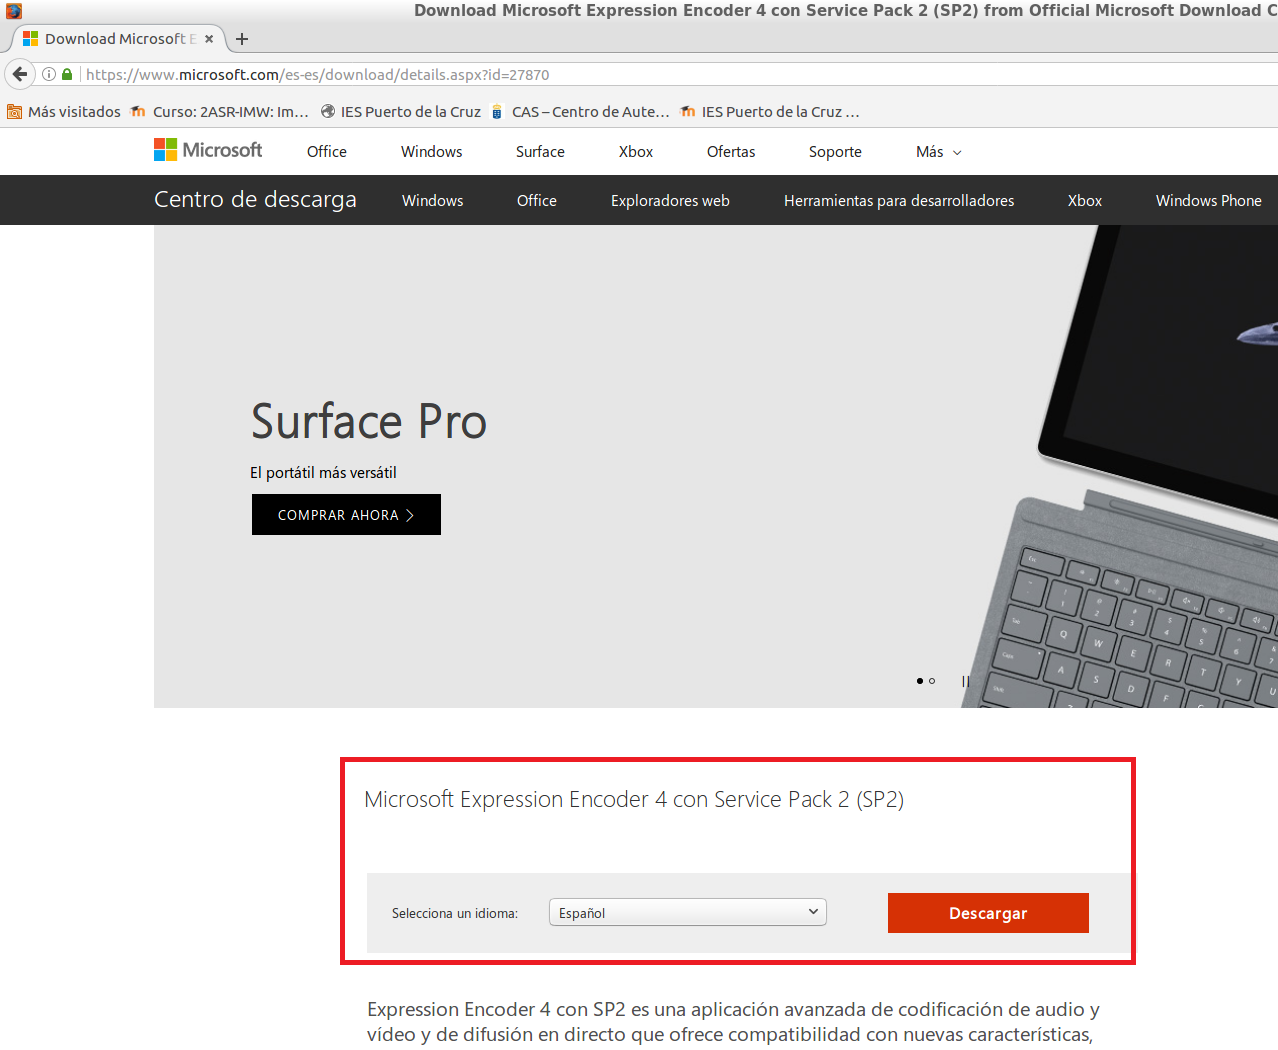 Download Microsoft Expression Encoder 4 con Service Pack 2 (SP2) from Official Microsoft Download C
Download Microsoft E
https://www.microsoft.com/es-es/download/details.aspx?id=27870
Más visitados Curso: 2ASR-IMW: Im... IES Puerto de la Cruz CAS – Centro de Aute... IES Puerto de la Cruz ...
Microsoft Office Windows Surface Xbox Ofertas Soporte Más
Centro de descarga Windows Office Exploradores web Herramientas para desarrolladores Xbox Windows Phone
Surface Pro
El portátil más versátil
COMPRAR AHORA
Microsoft Expression Encoder 4 con Service Pack 2 (SP2)
Selecciona un idioma: Español Descargar
Expression Encoder 4 con SP2 es una aplicación avanzada de codificación de audio y
vídeo y de difusión en directo que ofrece compatibilidad con nuevas características,